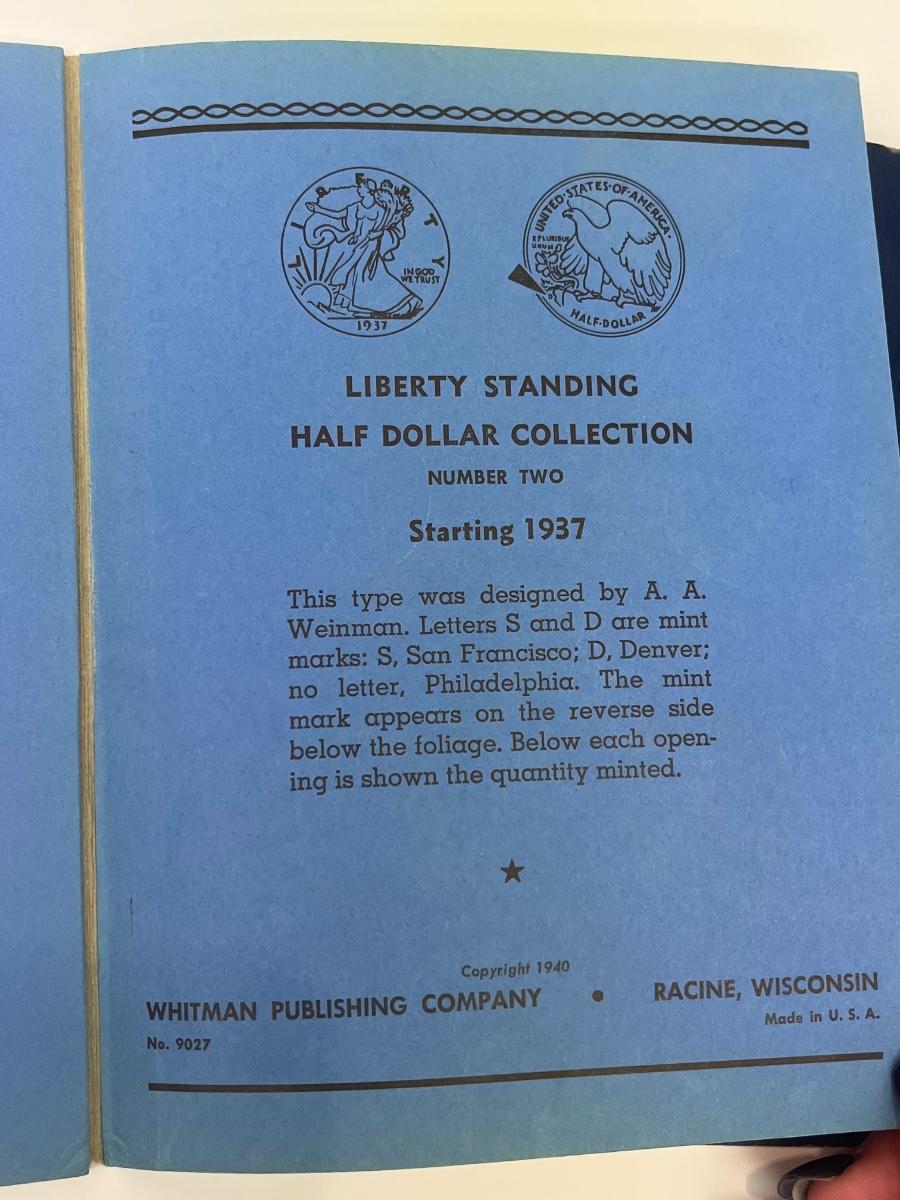 LIBERTY
IN GOD
WE TRUST
1937
UNITED·STATES·OF·AMERICA·
E PLURIBUS
UNUM
HALF·DOLLAR
LIBERTY STANDING
HALF DOLLAR COLLECTION
NUMBER TWO
Starting 1937
This type was designed by A. A.
Weinman. Letters S and D are mint
marks: S, San Francisco; D, Denver;
no letter, Philadelphia. The mint
mark appears on the reverse side
below the foliage. Below each open-
ing is shown the quantity minted.
Copyright 1940
WHITMAN PUBLISHING COMPANY • RACINE, WISCONSIN
No. 9027
Made in U. S. A.